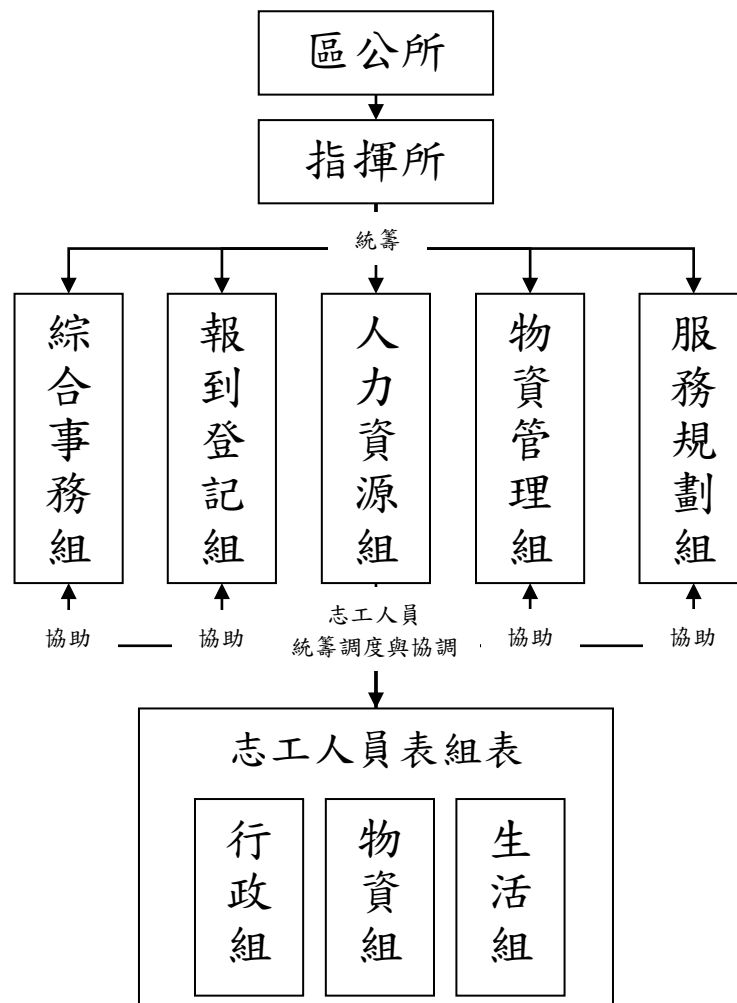 區公所
指揮所
統籌
綜合事務組
報到登記組
人力資源組
物資管理組
服務規劃組
協助
協助
志工人員
統籌調度與協調
協助
協助
志工人員表組表
行政組
物資組
生活組